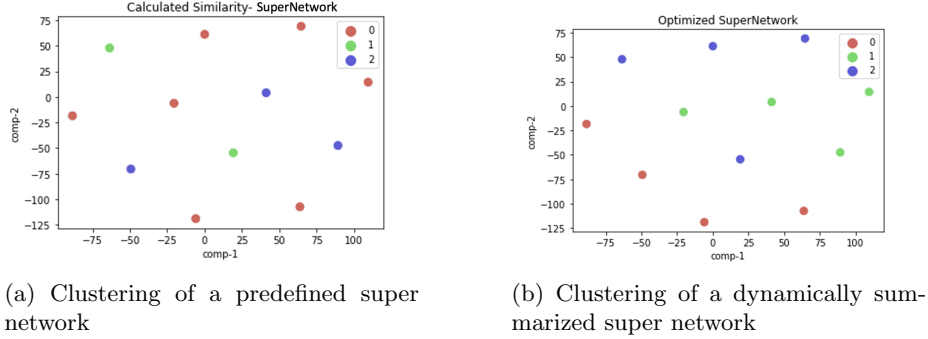 Calculated Similarity- SuperNetwork
75
50
25
0
−25
−50
−75
−100
−125
comp-2
−75 −50 −25 0 25 50 75 100
comp-1
0
1
2
(a) Clustering of a predefined super
network
Optimized SuperNetwork
75
50
25
0
−25
−50
−75
−100
−125
comp-2
−75 −50 −25 0 25 50 75 100
comp-1
0
1
2
(b) Clustering of a dynamically sum-
marized super network